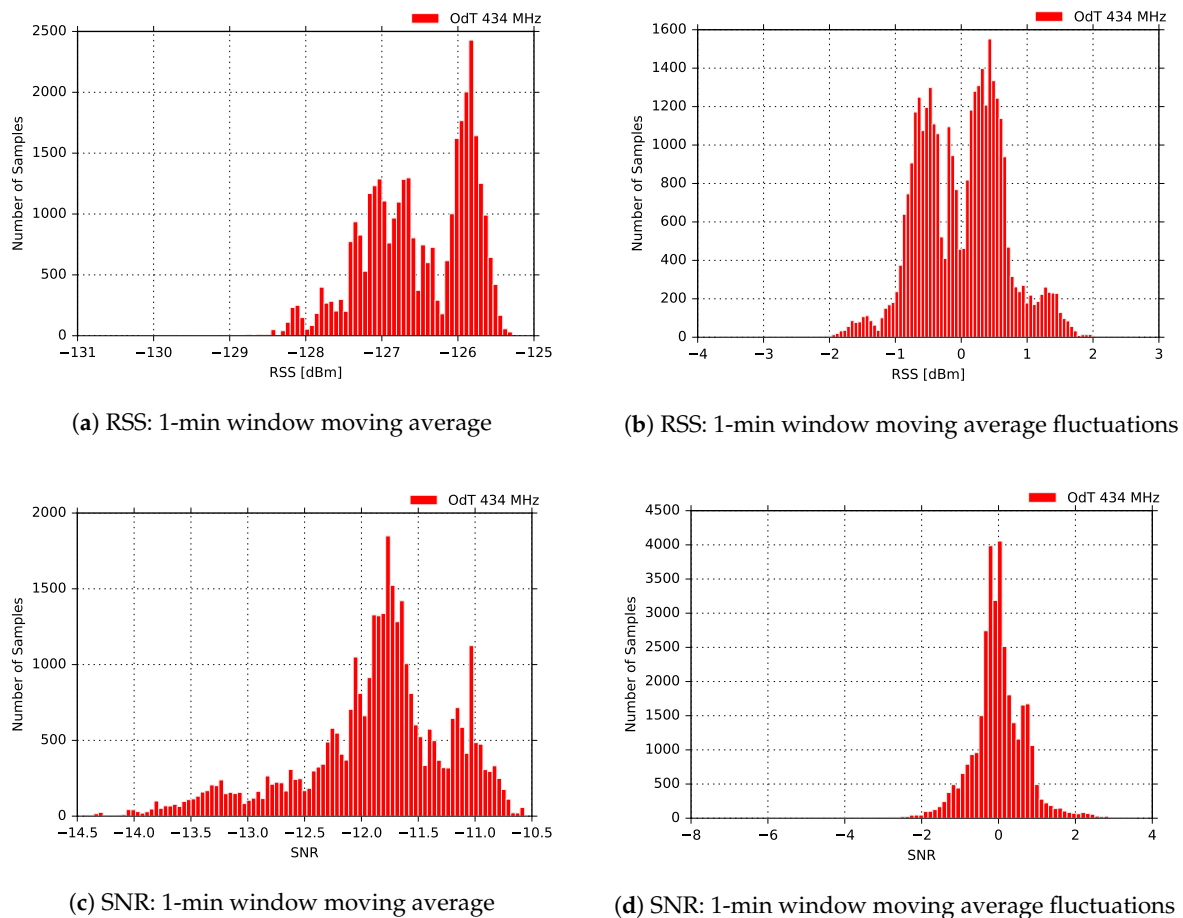 OdT 434 MHz
2500
2000
1500
1000
500
0
Number of Samples
−131 −130 −129 −128 −127 −126 −125
RSS [dBm]
(a) RSS: 1-min window moving average
OdT 434 MHz
1600
1400
1200
1000
800
600
400
200
0
Number of Samples
−4 −3 −2 −1 0 1 2 3
RSS [dBm]
(b) RSS: 1-min window moving average fluctuations
OdT 434 MHz
2000
1500
1000
500
0
Number of Samples
−14.5 −14.0 −13.5 −13.0 −12.5 −12.0 −11.5 −11.0 −10.5
SNR
(c) SNR: 1-min window moving average
OdT 434 MHz
4500
4000
3500
3000
2500
2000
1500
1000
500
0
Number of Samples
−8 −6 −4 −2 0 2 4
SNR
(d) SNR: 1-min window moving average fluctuations